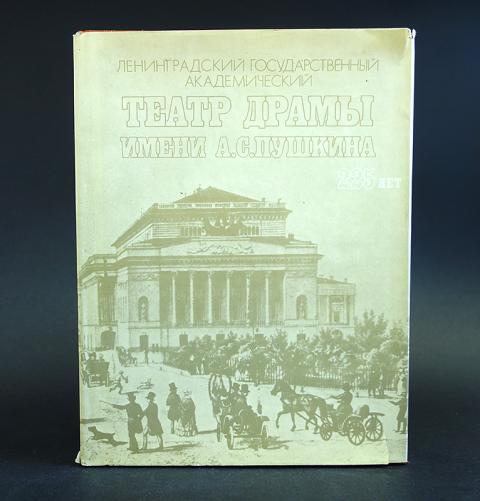 ЛЕНИНГРАДСКИЙ ГОСУДАРСТВЕННЫЙ
АКАДЕМИЧЕСКИЙ
ТЕАТР ДРАМЫ
ИМЕНИ А.С.ПУШКИНА
225 ЛЕТ